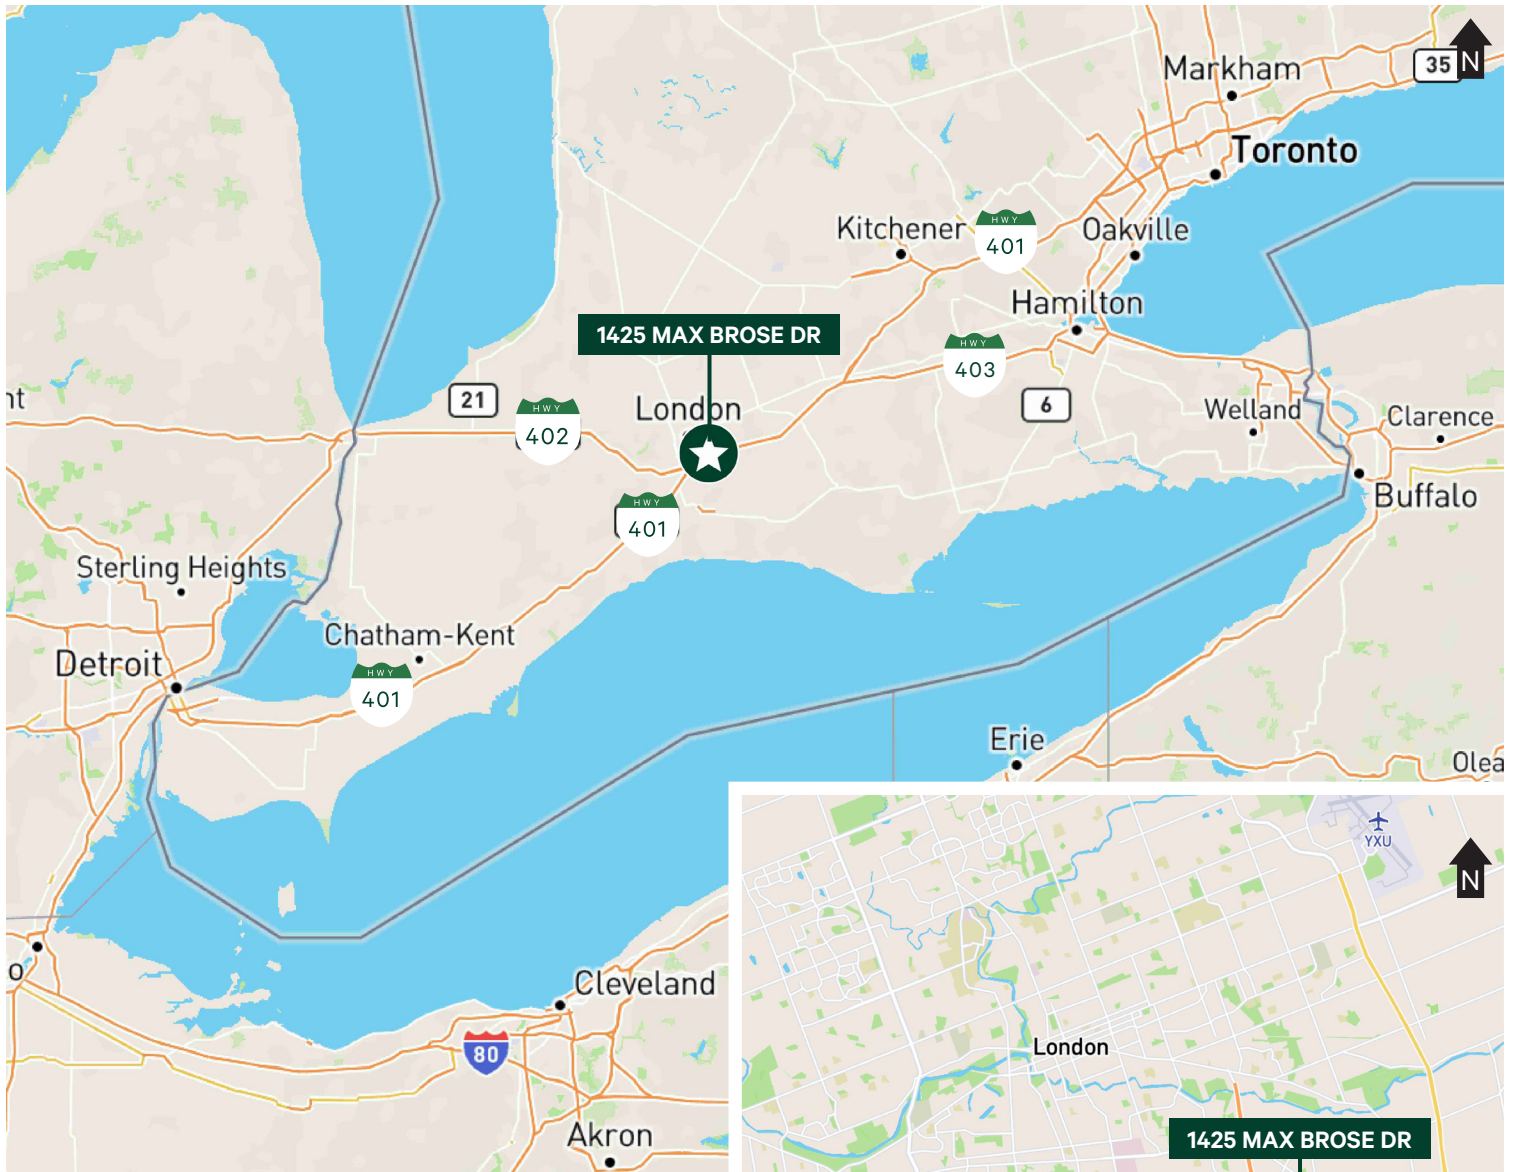 Markham
35
N
Toronto
Kitchener
HWY
401
Oakville
Hamilton
1425 MAX BROSE DR
HWY
403
nt
21
HWY
402
London
6
Welland
Clarence
HWY
401
Buffalo
Sterling Heights
Chatham-Kent
Detroit
HWY
401
Erie
Olea
YXU
N
o
Cleveland
80
London
Akron
1425 MAX BROSE DR